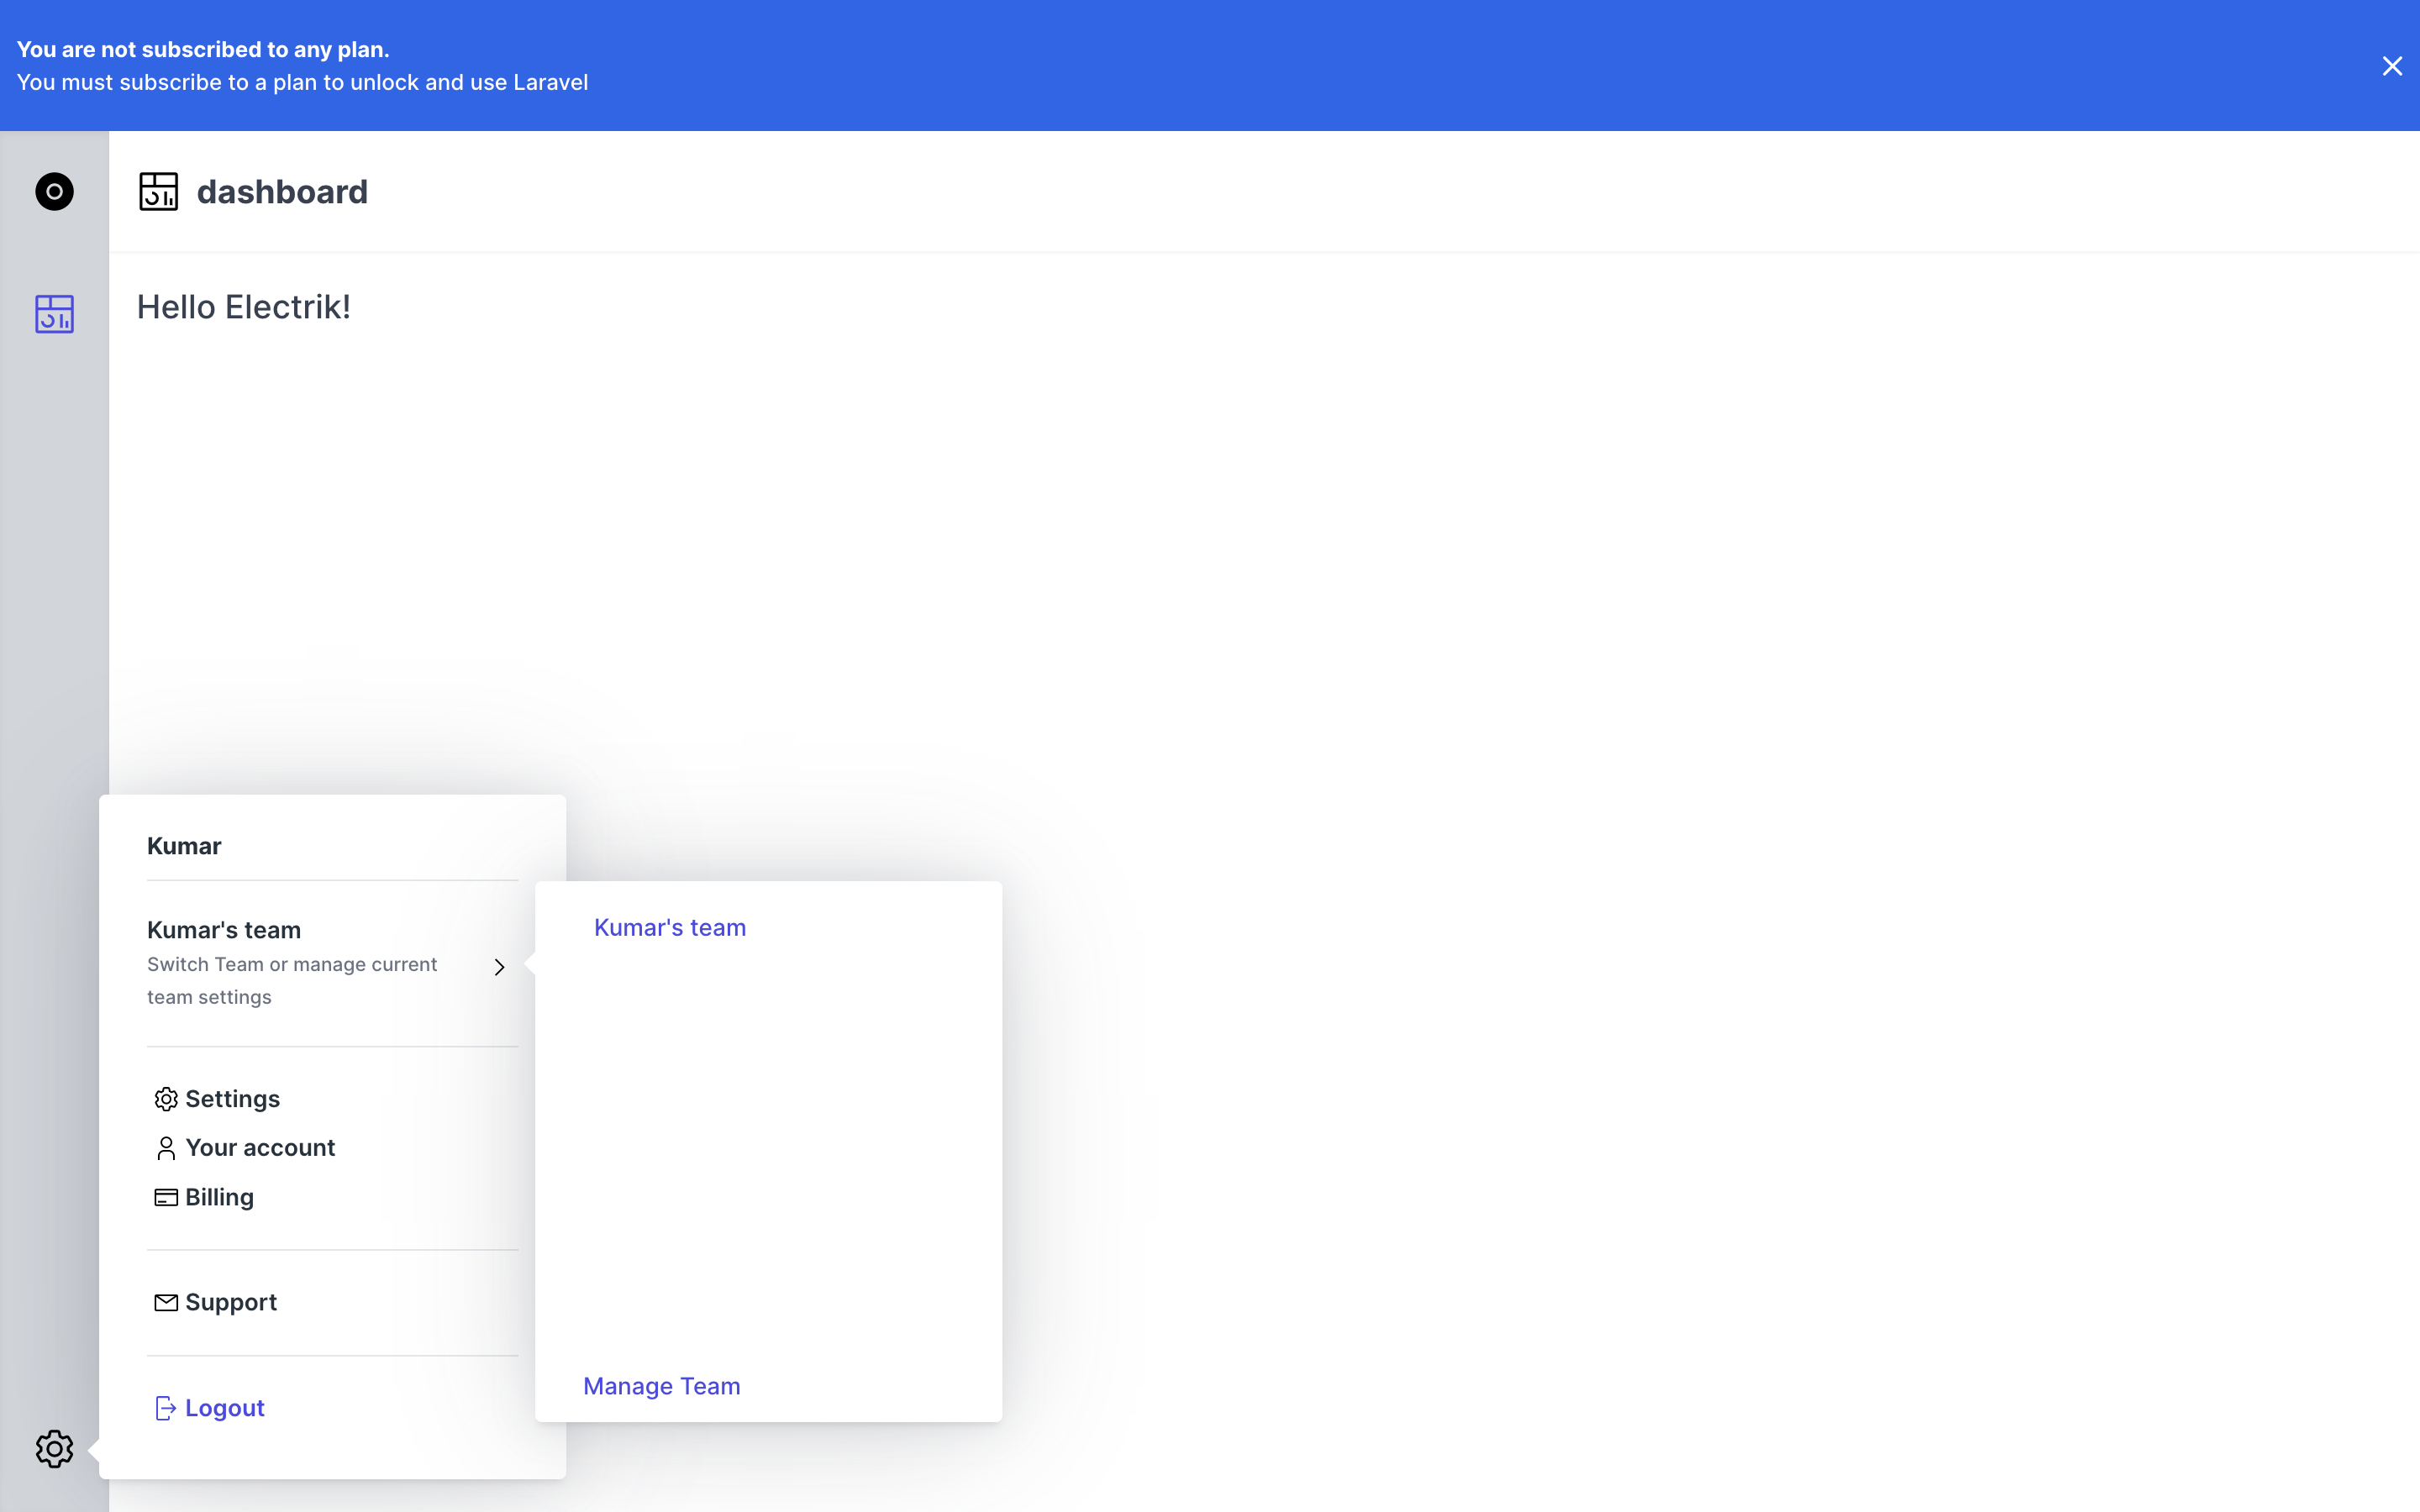 You are not subscribed to any plan.
You must subscribe to a plan to unlock and use Laravel
dashboard
Hello Electrik!
Kumar
Kumar's team
Switch Team or manage current
team settings
Settings
Your account
Billing
Support
Logout
Kumar's team
Manage Team